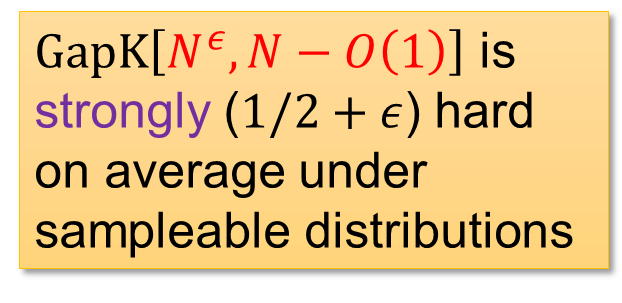 GapK[N^ϵ, N − O(1)] is
strongly (1/2 + ϵ) hard
on average under
sampleable distributions